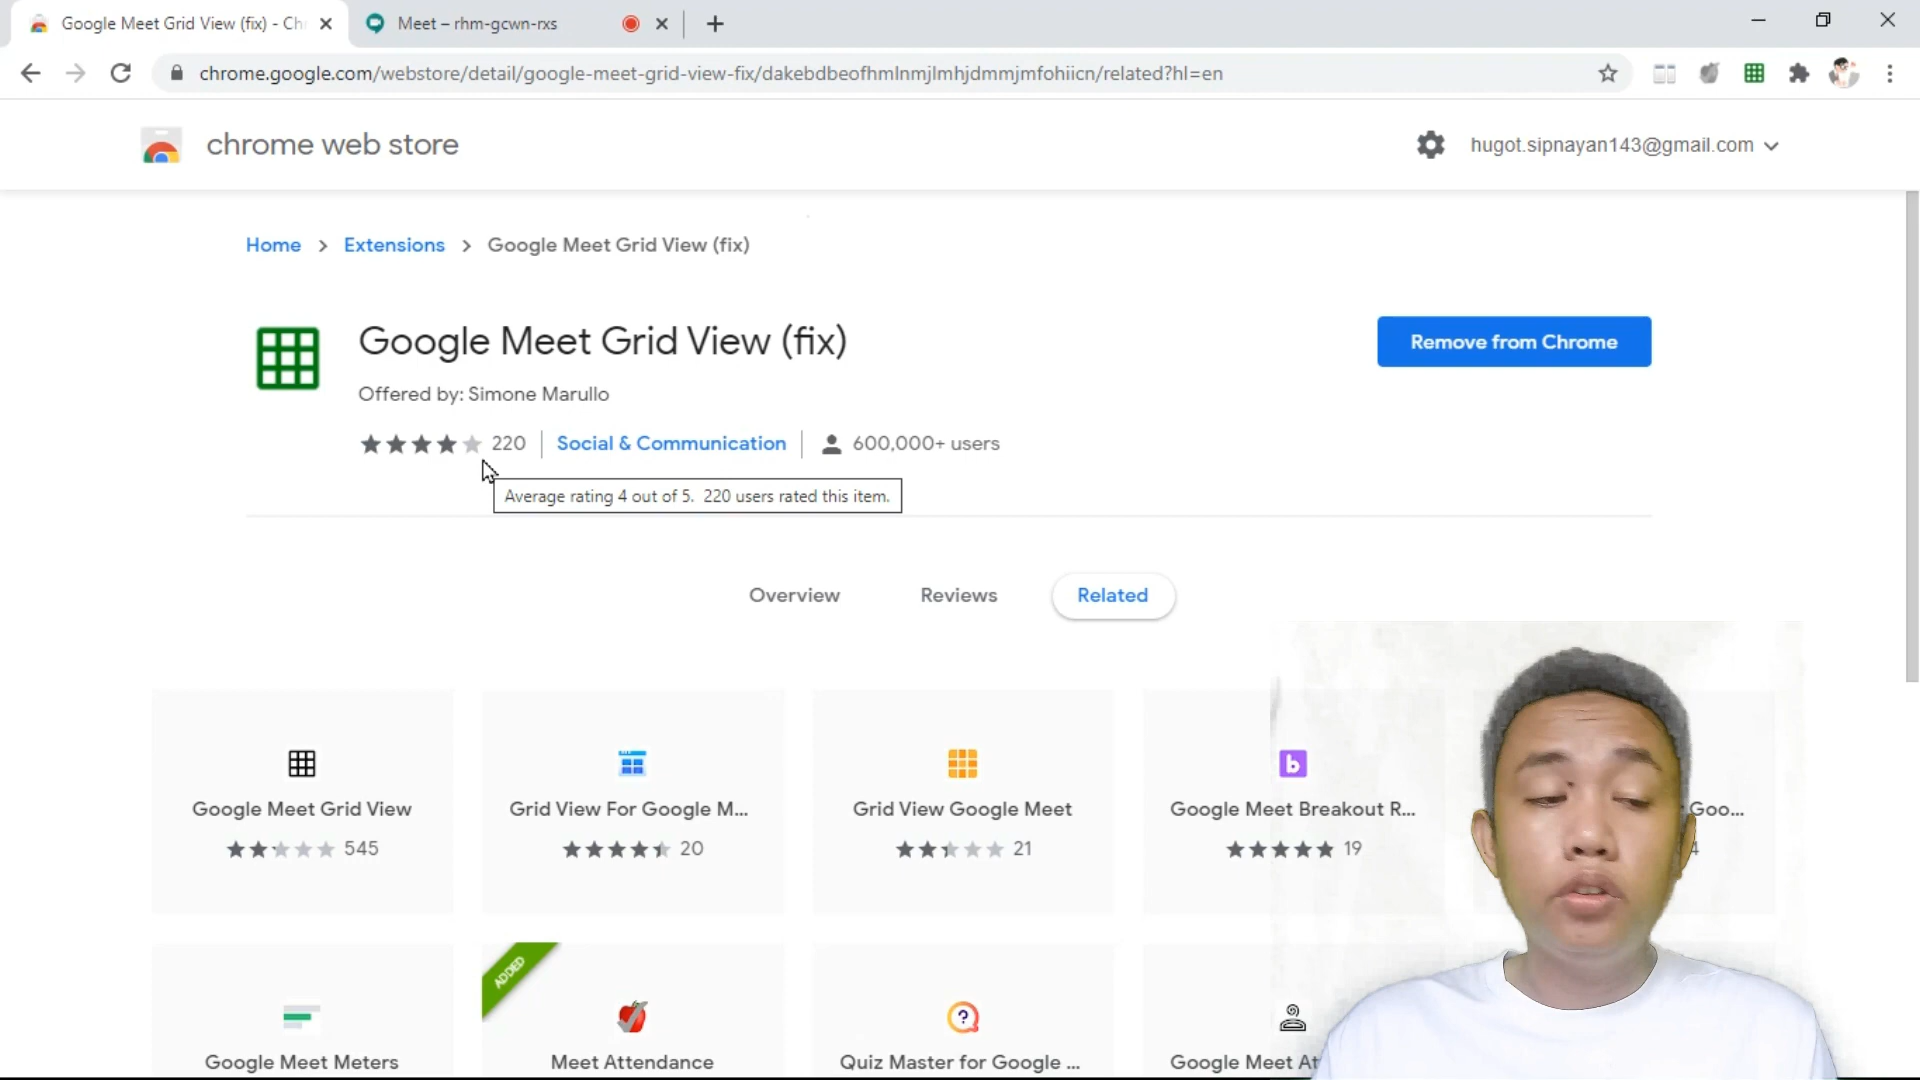 Google Meet Grid View (fix) - Ch
Meet – rhm-gcwn-rxs
chrome.google.com/webstore/detail/google-meet-grid-view-fix/dakebdbeofhmlnmjlmhjdmmjmfohiicn/related?hl=en
chrome web store
hugot.sipnayan143@gmail.com
Home > Extensions > Google Meet Grid View (fix)
Google Meet Grid View (fix)
Remove from Chrome
Offered by: Simone Marullo
220 Social & Communication 600,000+ users
Average rating 4 out of 5. 220 users rated this item.
Overview Reviews Related
Google Meet Grid View
545
Grid View For Google M...
20
Grid View Google Meet
21
b
Google Meet Breakout R...
19
Goo...
4
Google Meet Meters
ADDED
Meet Attendance
?
Quiz Master for Google ...
Google Meet At